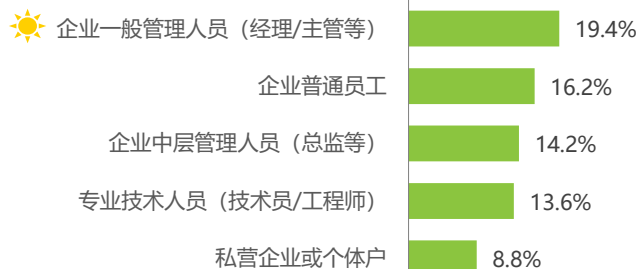 企业一般管理人员（经理/主管等） 19.4%
企业普通员工 16.2%
企业中层管理人员（总监等） 14.2%
专业技术人员（技术员/工程师） 13.6%
私营企业或个体户 8.8%